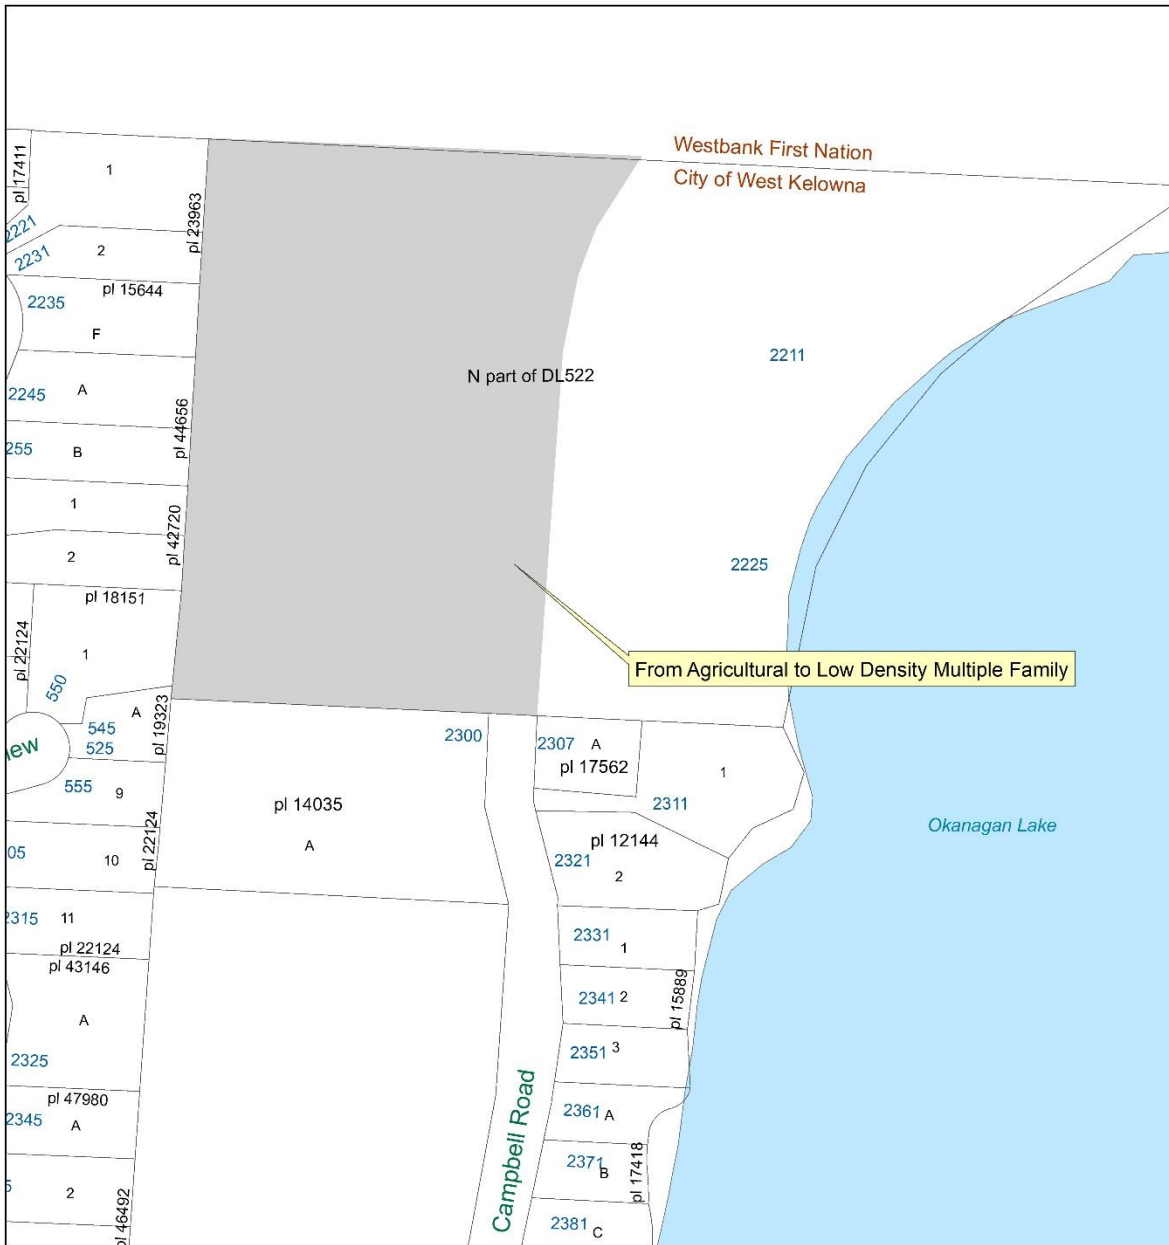 Westbank First Nation
City of West Kelowna
pl 17411
1
pl 23963
2221
2231
2
pl 15644
2235
F
2211
N part of DL522
2245
A
pl 44656
255
B
1
pl 42720
2
2225
pl 18151
pl 22124
1
From Agricultural to Low Density Multiple Family
550
A
pl 19323
545
525
iew
2300
2307
A
pl 17562
1
555
9
pl 14035
2311
Okanagan Lake
pl 22124
A
pl 12144
05
10
2321
2
2315
11
pl 22124
2331
1
pl 43146
2341
2
pl 15889
A
2351
3
2325
pl 47980
2361
A
2345
A
Campbell Road
2371
B
pl 17418
5
2
pl 46492
2381
C